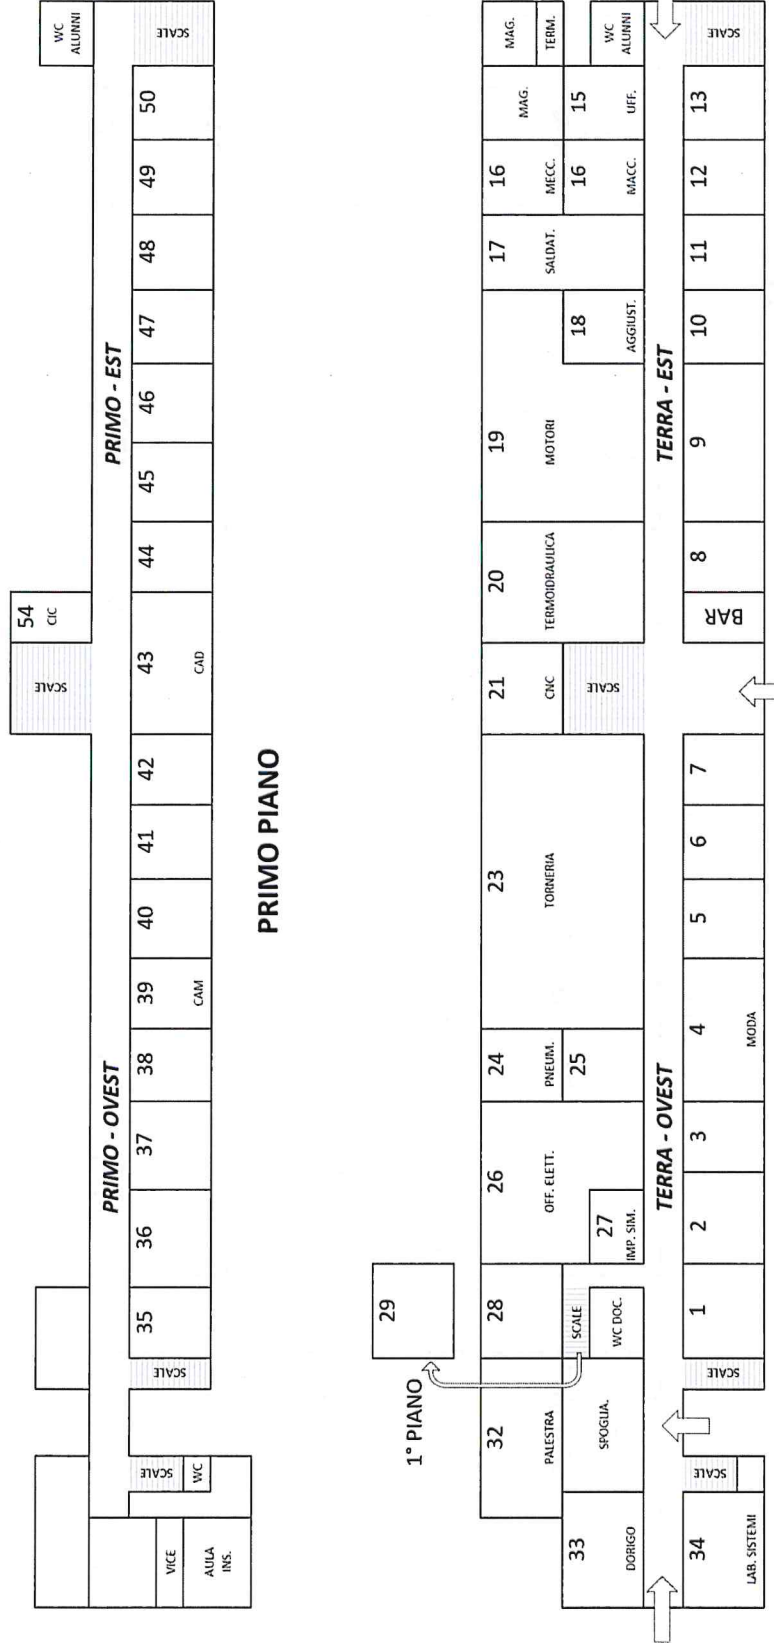 54
CIC
WC
ALUNNI
SCALE
PRIMO - OVEST
PRIMO - EST
VICE
AULA
INS.
SCALE
WC
SCALE
35
36
37
38
39
CAM
40
41
42
43
CAD
44
45
46
47
48
49
50
SCALE
PRIMO PIANO
1° PIANO
29
32
PALESTRA
28
26
OFF. ELETT.
24
PNEUM.
23
TORNERIA
21
CNC
20
TERMOIDRAULICA
19
MOTORI
17
SALDAT.
16
MECC.
MAG.
MAG.
TERM.
33
DORIGO
SPOGLIA.
SCALE
WC DOC.
27
IMP. SIM.
25
SCALE
18
AGGIUST.
16
MACC.
15
UFF.
WC
ALUNNI
TERRA - OVEST
TERRA - EST
34
LAB. SISTEMI
SCALE
SCALE
1
2
3
4
MODA
5
6
7
BAR
8
9
10
11
12
13
SCALE